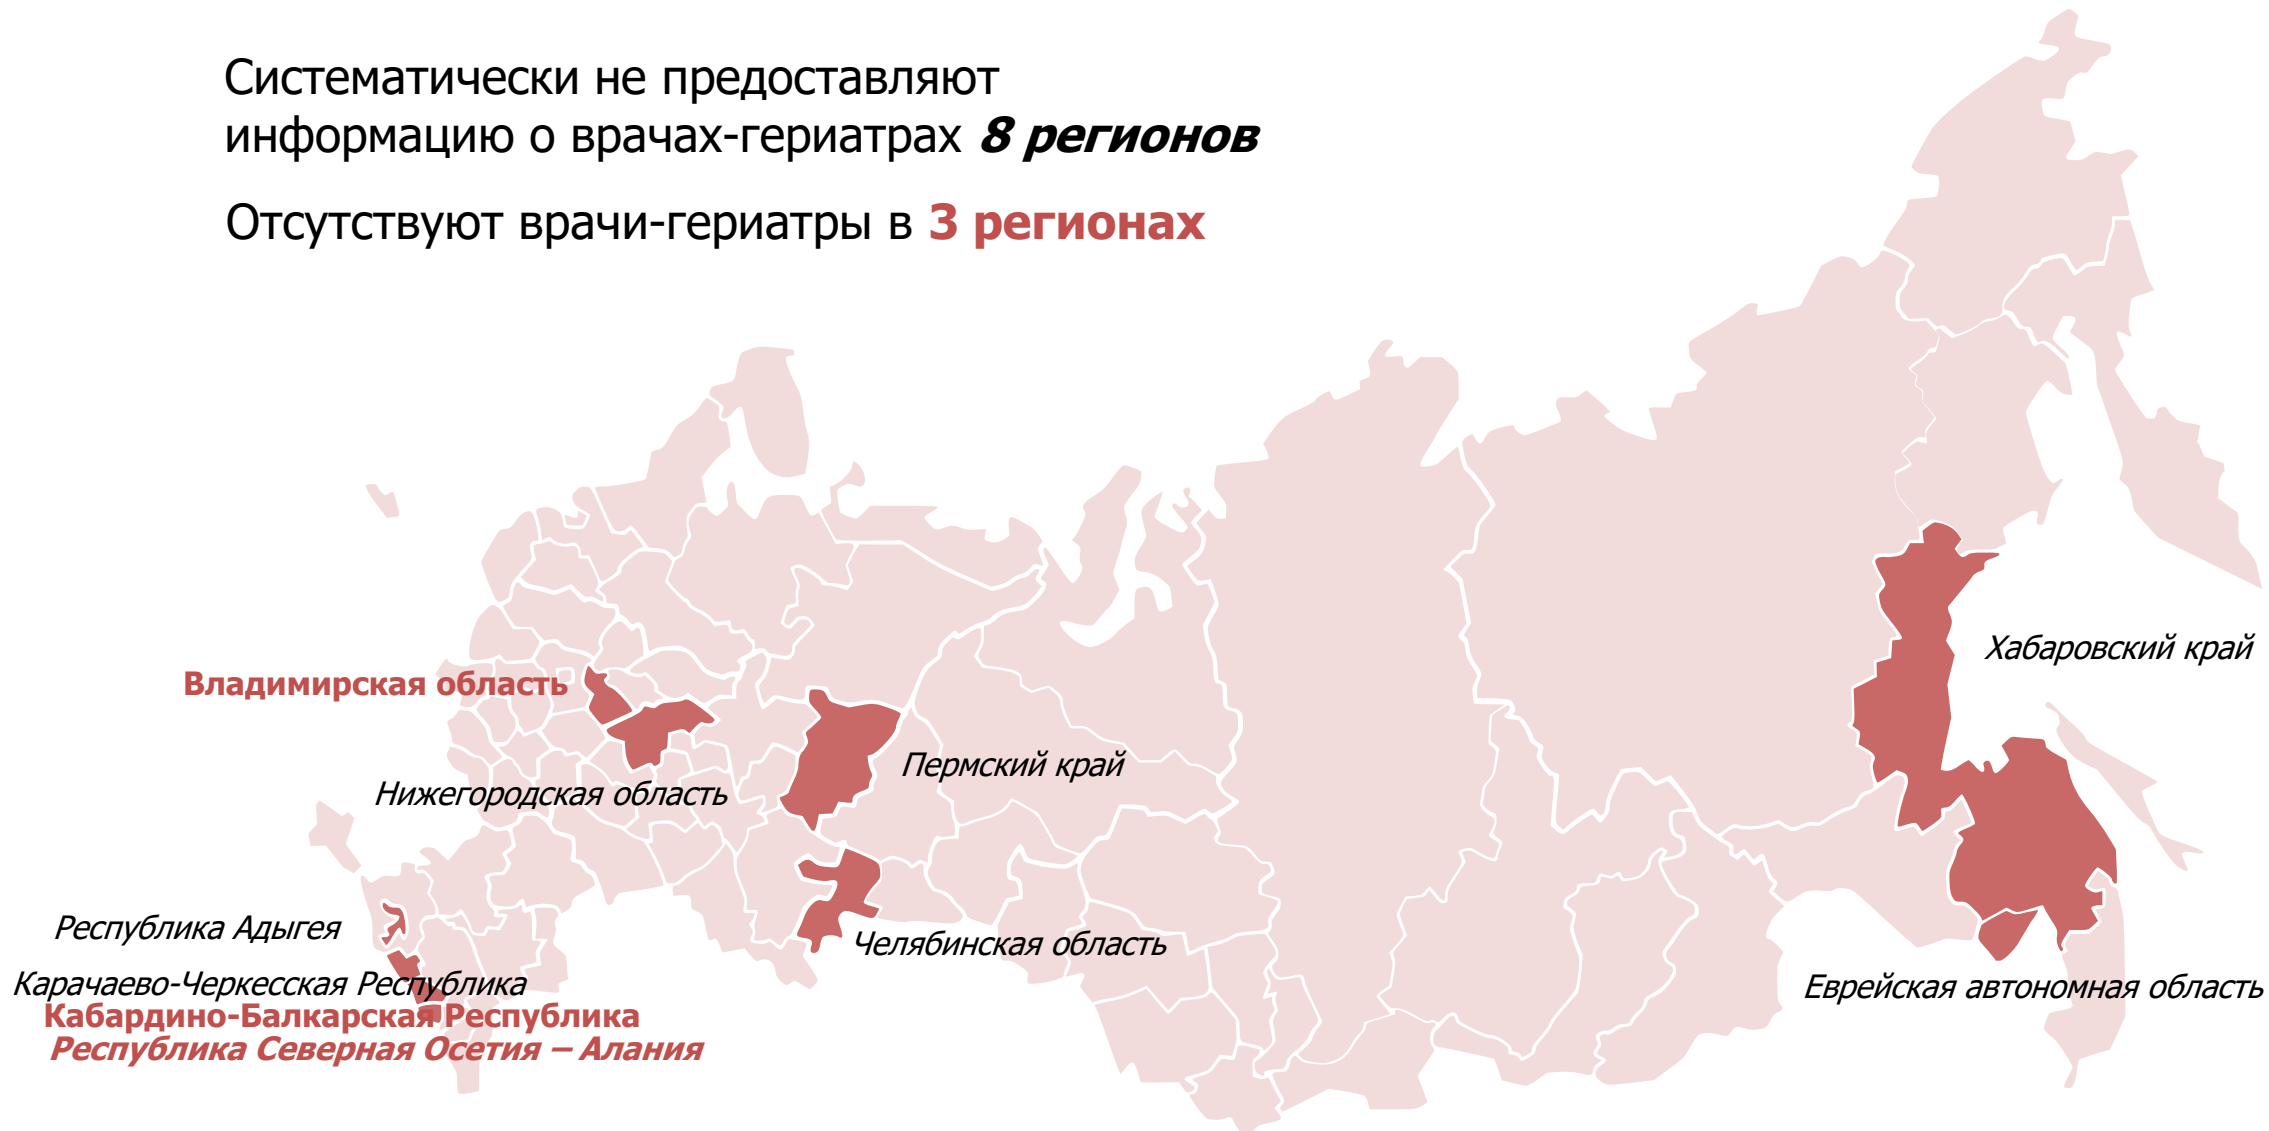 Систематически не предоставляют
информацию о врачах-гериатрах 8 регионов
Отсутствуют врачи-гериатры в 3 регионах
Хабаровский край
Владимирская область
Пермский край
Нижегородская область
Республика Адыгея
Челябинская область
Карачаево-Черкесская Республика
Еврейская автономная область
Кабардино-Балкарская Республика
Республика Северная Осетия – Алания